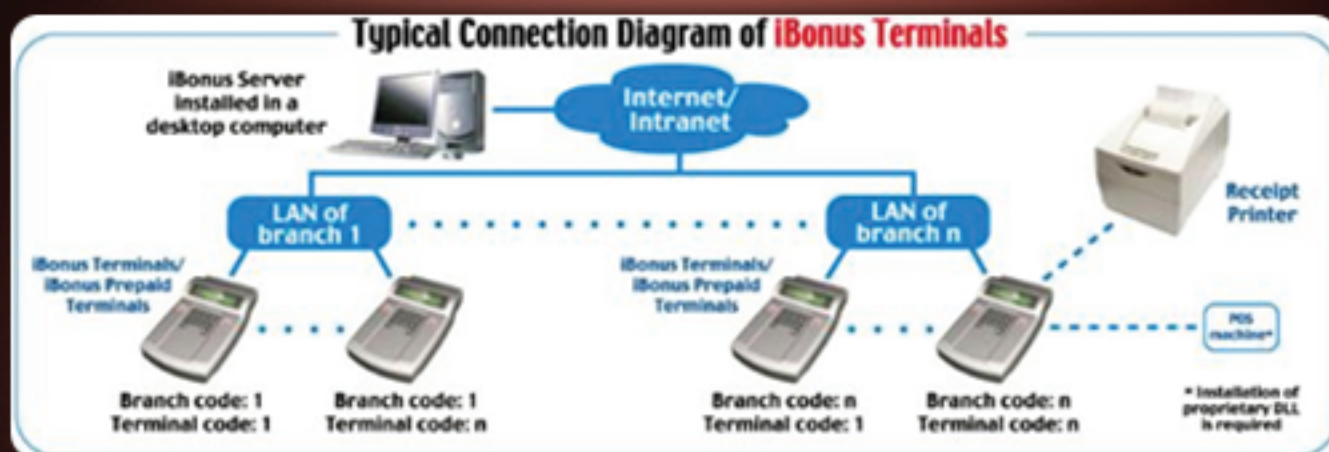 Typical Connection Diagram of iBonus Terminals
iBonus Server
installed in a
desktop computer
Internet/
Intranet
Receipt
Printer
LAN of
branch 1
LAN of
branch n
iBonus Terminals/
iBonus Prepaid
Terminals
iBonus Terminals/
iBonus Prepaid
Terminals
POS
machine*
Branch code: 1
Terminal code: 1
Branch code: 1
Terminal code: n
Branch code: n
Terminal code: 1
Branch code: n
Terminal code: n
* Installation of
proprietary DLL
is required